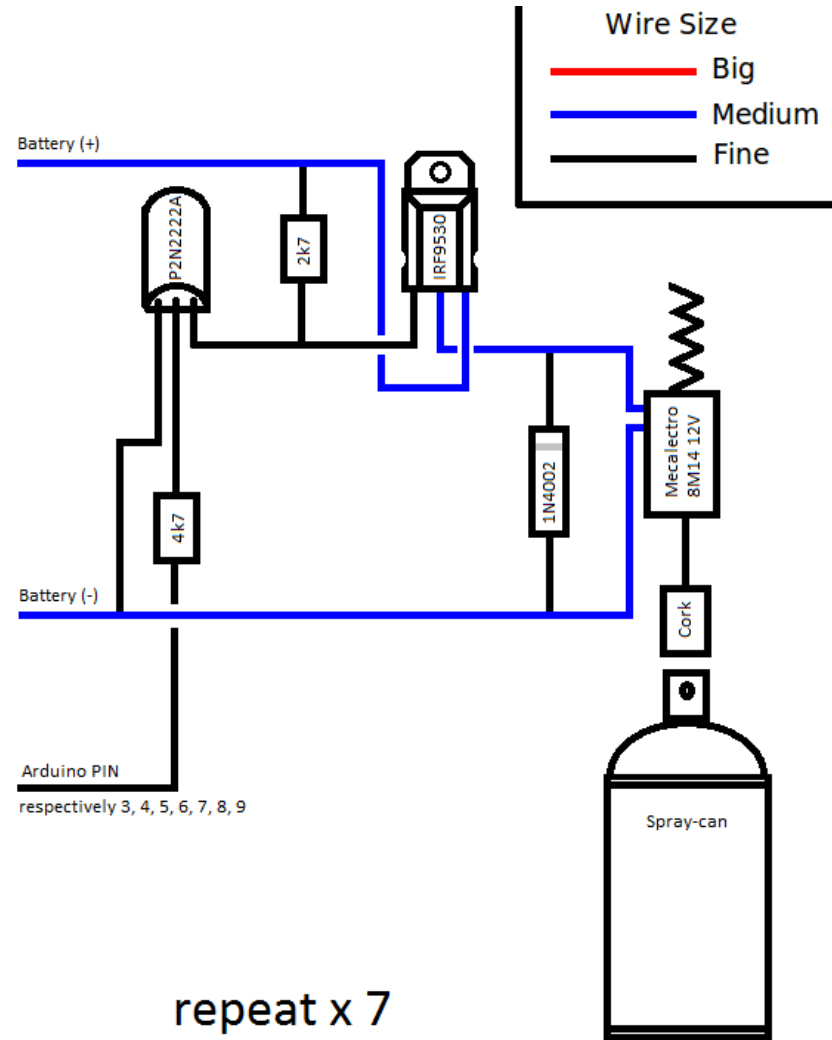 Wire Size
Big
Medium
Fine
Battery (+)
P2N2222A
2k7
IRF9530
Mecalectro
8M14 12V
1N4002
4k7
Battery (-)
Cork
Arduino PIN
respectively 3, 4, 5, 6, 7, 8, 9
Spray-can
repeat x 7